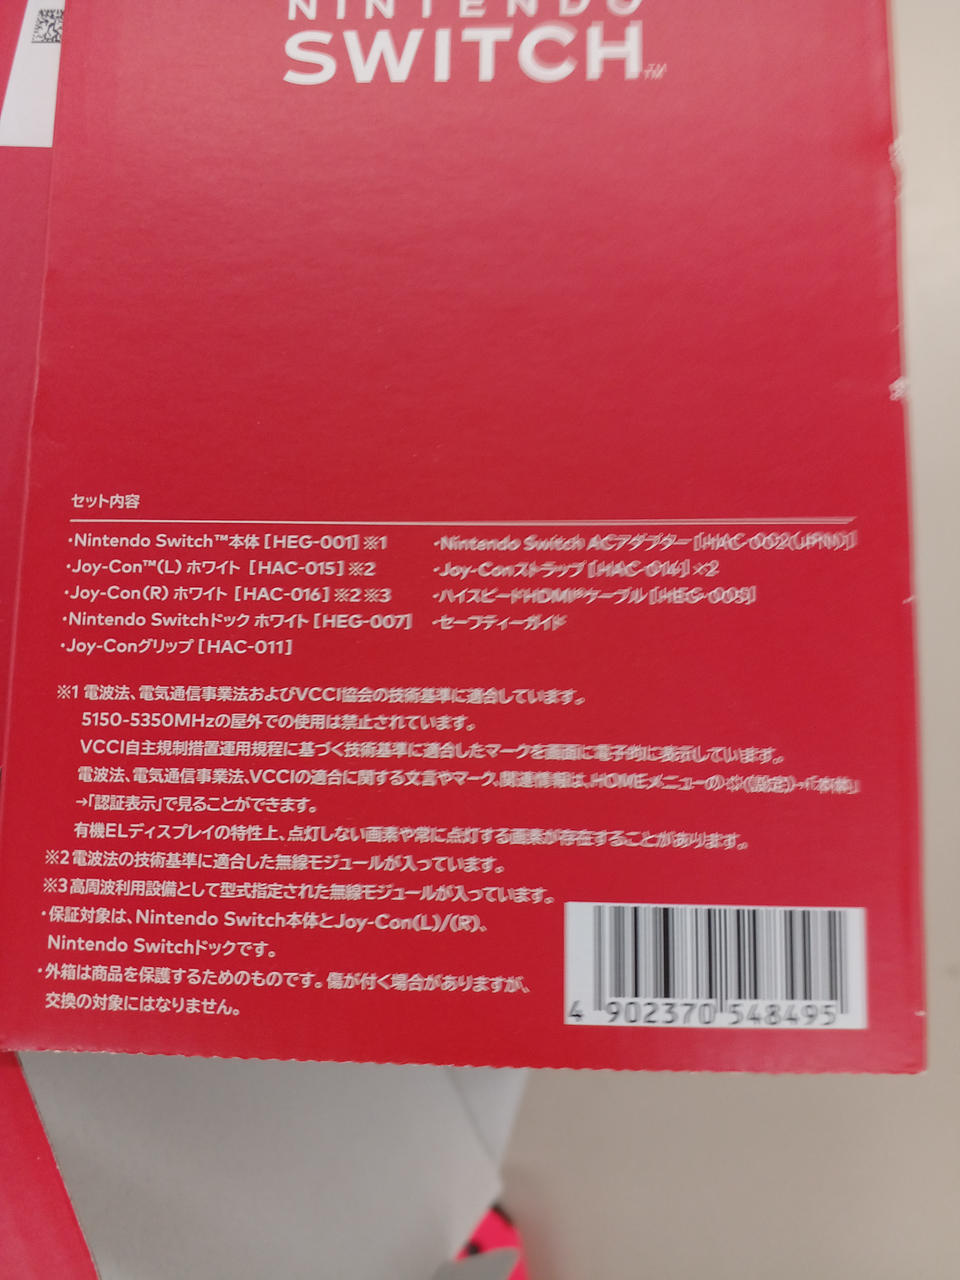 NINTENDO
SWITCH™
セット内容
・Nintendo Switch™本体［HEG-001］※1
・Joy-Con™(L) ホワイト［HAC-015］※2
・Joy-Con(R) ホワイト［HAC-016］※2 ※3
・Nintendo Switchドック ホワイト［HEG-007］
・Joy-Conグリップ［HAC-011］
・Nintendo Switch ACアダプター［HAC-002(JPN)］
・Joy-Conストラップ［HAC-014］※2
・ハイスピードHDMI®ケーブル［HEG-005］
・セーフティーガイド
※1 電波法、電気通信事業法およびVCCI協会の技術基準に適合しています。
5150-5350MHzの屋外での使用は禁止されています。
VCCI自主規制措置運用規程に基づく技術基準に適合したマークを画面に電子的に表示しています。
電波法、電気通信事業法、VCCIの適合に関する文言やマーク、関連情報は、HOMEメニューの(設定)→「本体」
→「認証表示」で見ることができます。
有機ELディスプレイの特性上、点灯しない画素や常に点灯する画素が存在することがあります。
※2 電波法の技術基準に適合した無線モジュールが入っています。
※3 高周波利用設備として型式指定された無線モジュールが入っています。
・保証対象は、Nintendo Switch本体とJoy-Con(L)/(R)、
Nintendo Switchドックです。
・外箱は商品を保護するためのものです。傷が付く場合がありますが、
交換の対象にはなりません。
4 902370 548495